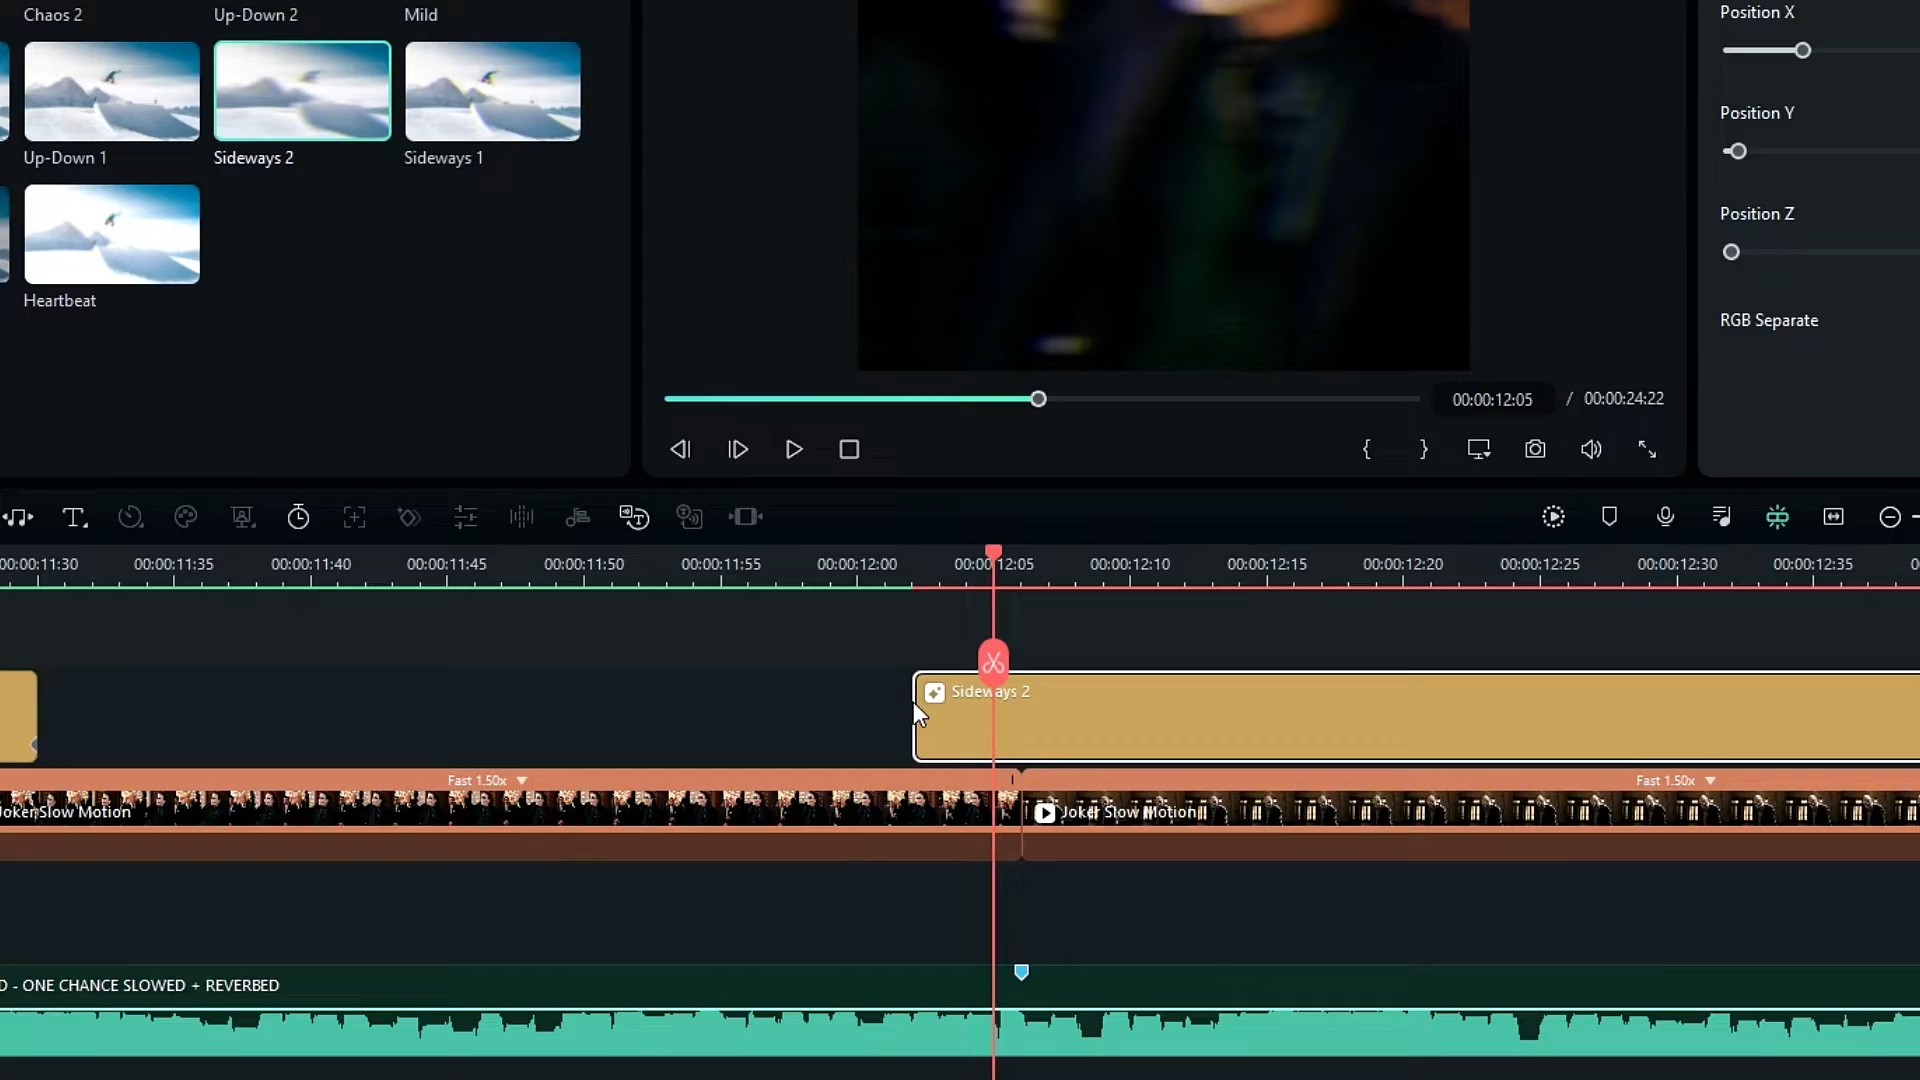 Chaos 2
Up-Down 2
Mild
Up-Down 1
Sideways 2
Sideways 1
Heartbeat
Position X
Position Y
Position Z
RGB Separate
00:00:12:05 / 00:00:24:22
00:00:11:30
00:00:11:35
00:00:11:40
00:00:11:45
00:00:11:50
00:00:11:55
00:00:12:00
00:00:12:05
00:00:12:10
00:00:12:15
00:00:12:20
00:00:12:25
00:00:12:30
00:00:12:35
Sideways 2
Fast 1.50x
Fast 1.50x
Joker Slow Motion
Joker Slow Motion
D - ONE CHANCE SLOWED + REVERBED